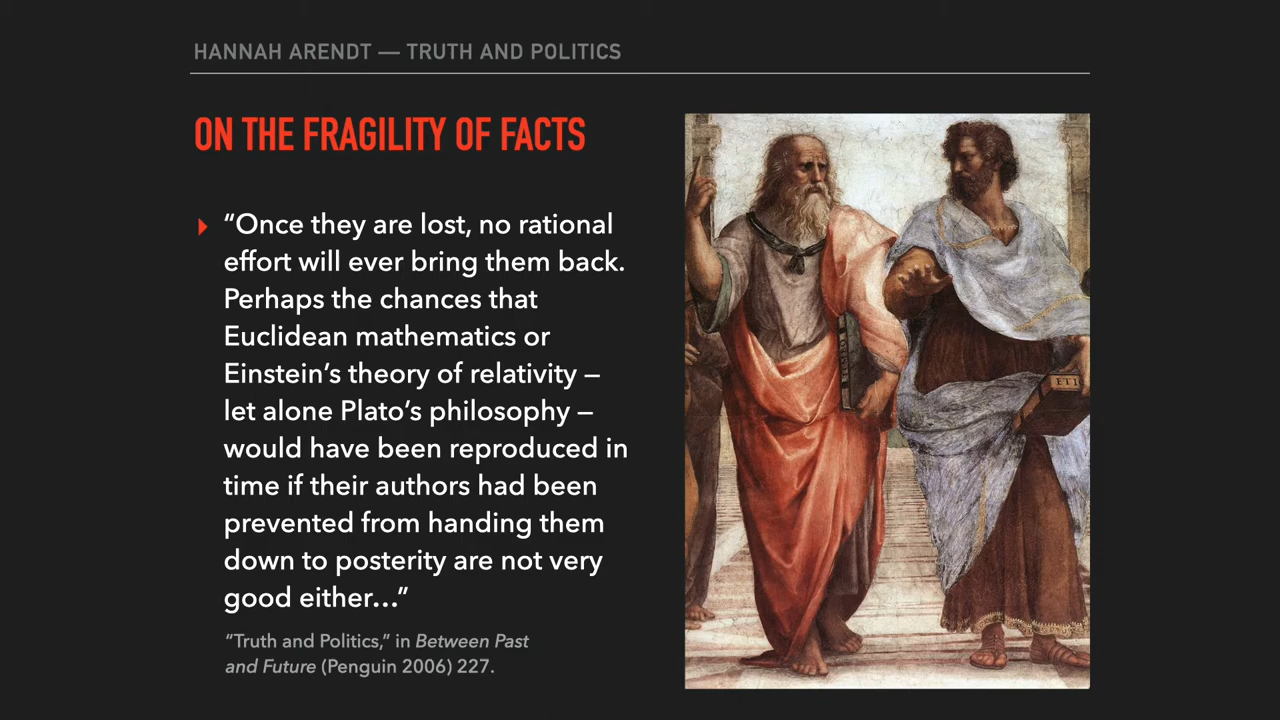 HANNAH ARENDT — TRUTH AND POLITICS
ON THE FRAGILITY OF FACTS
“Once they are lost, no rational
effort will ever bring them back.
Perhaps the chances that
Euclidean mathematics or
Einstein’s theory of relativity —
let alone Plato’s philosophy —
would have been reproduced in
time if their authors had been
prevented from handing them
down to posterity are not very
good either…”
“Truth and Politics,” in Between Past
and Future (Penguin 2006) 227.
ETI